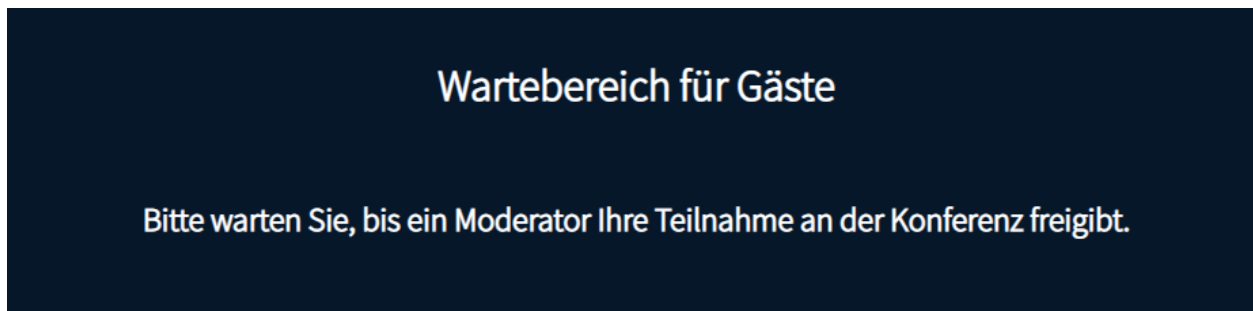 Wartebereich für Gäste
Bitte warten Sie, bis ein Moderator Ihre Teilnahme an der Konferenz freigibt.